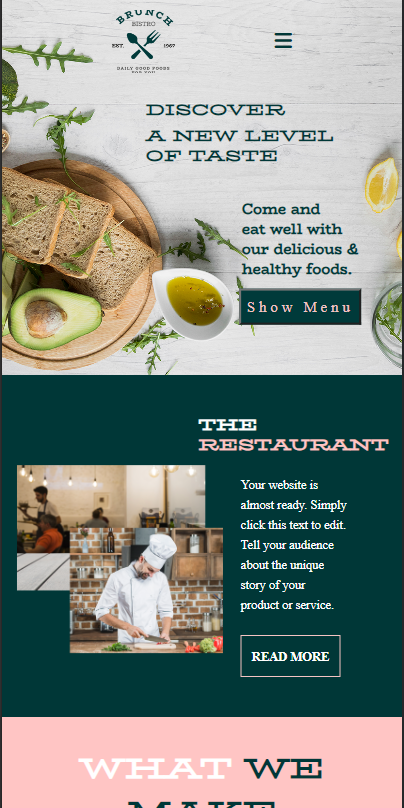 BRUNCH
BISTRO
EST. 1967
DAILY GOOD FOODS
FOR YOU
DISCOVER
A NEW LEVEL
OF TASTE
Come and
eat well with
our delicious &
healthy foods.
Show Menu
THE
RESTAURANT
Your website is
almost ready. Simply
click this text to edit.
Tell your audience
about the unique
story of your
product or service.
READ MORE
WHAT WE
MAKE